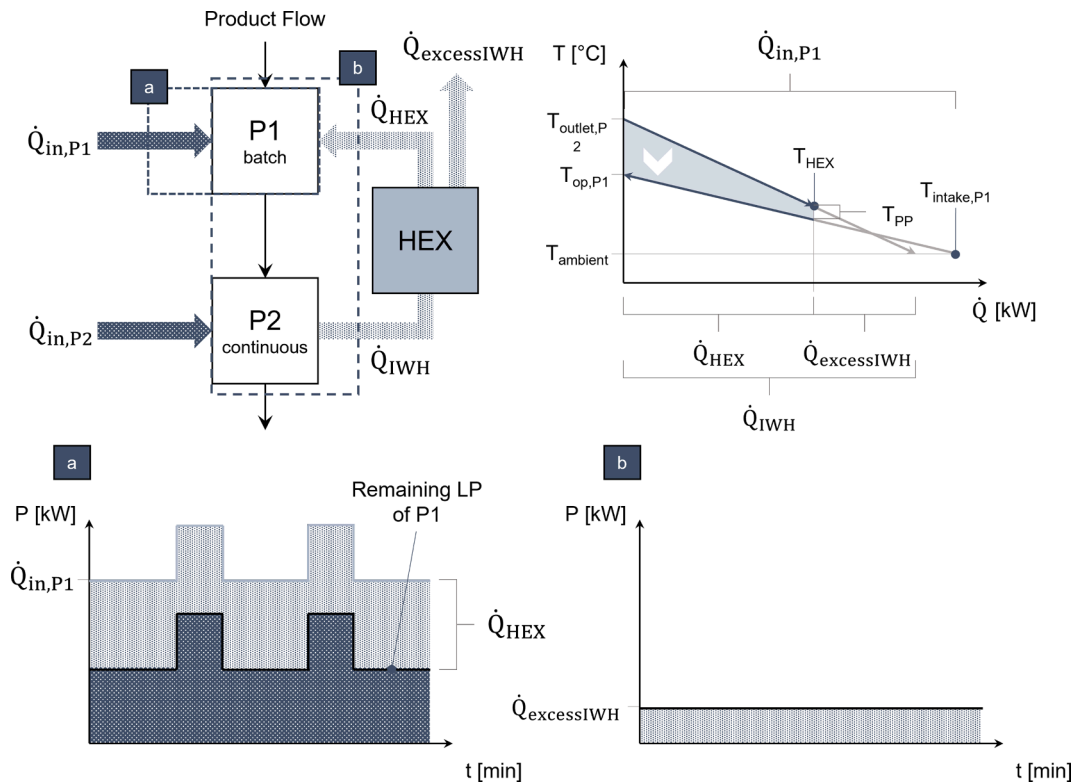 Product Flow
Q̇excessIWH
a
b
Q̇HEX
Q̇in,P1
P1
batch
HEX
Q̇in,P2
P2
continuous
Q̇IWH
Q̇in,P1
T [°C]
Toutlet,P
2
THEX
Top,P1
Tintake,P1
TPP
Tambient
Q̇ [kW]
Q̇HEX
Q̇excessIWH
Q̇IWH
a
Remaining LP
of P1
P [kW]
Q̇in,P1
Q̇HEX
t [min]
b
P [kW]
Q̇excessIWH
t [min]